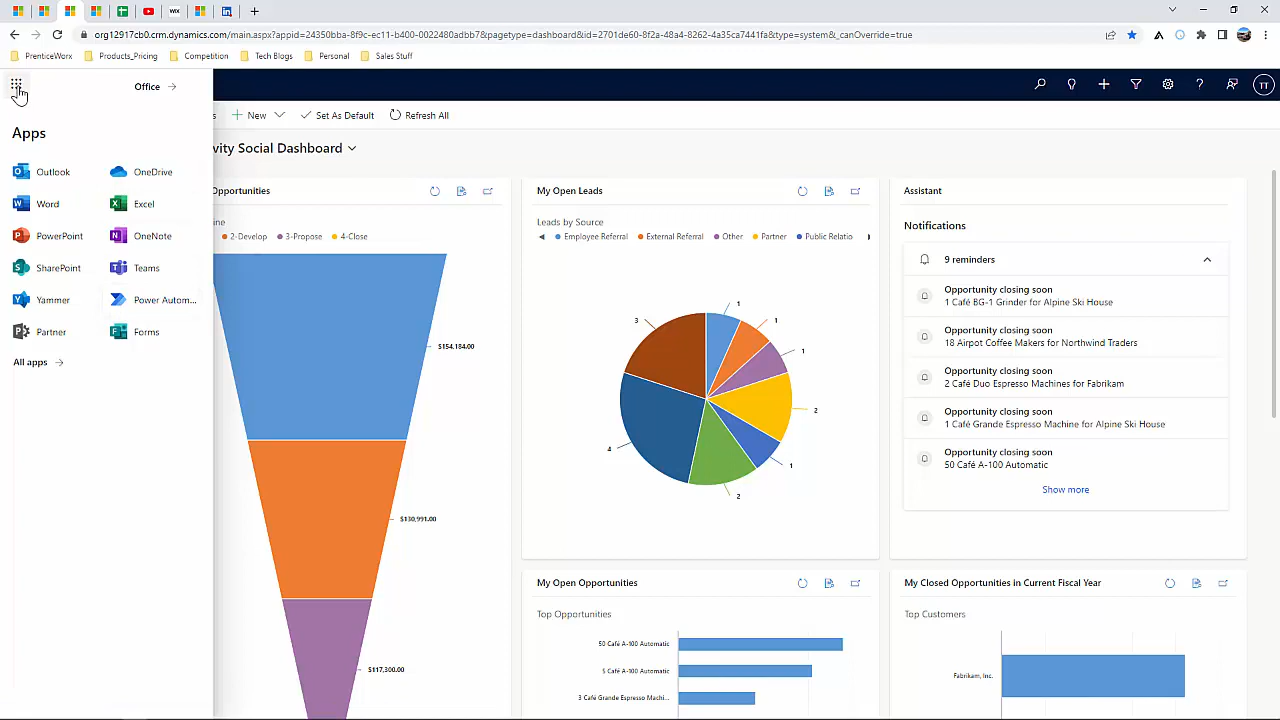 WIX
org12917cb0.crm.dynamics.com/main.aspx?appid=24350bba-8f9c-ec11-b400-0022480adbb7&pagetype=dashboard&id=2701de60-8f2a-48a4-8262-4a35ca7441fa&type=system&_canOverride=true
PrenticeWorx Products_Pricing Competition Tech Blogs Personal Sales Stuff
Office
TT
New Set As Default Refresh All
Apps
vity Social Dashboard
Outlook OneDrive
Word Excel
PowerPoint OneNote
SharePoint Teams
Yammer Power Autom...
Partner Forms
All apps
Opportunities
2-Develop 3-Propose 4-Close
$154,184.00
$130,991.00
$117,300.00
My Open Leads
Leads by Source
Employee Referral External Referral Other Partner Public Relatio
1
1
1
2
1
2
4
3
Assistant
Notifications
9 reminders
Opportunity closing soon
1 Café BG-1 Grinder for Alpine Ski House
Opportunity closing soon
18 Airpot Coffee Makers for Northwind Traders
Opportunity closing soon
2 Café Duo Espresso Machines for Fabrikam
Opportunity closing soon
1 Café Grande Espresso Machine for Alpine Ski House
Opportunity closing soon
50 Café A-100 Automatic
Show more
My Open Opportunities
Top Opportunities
50 Café A-100 Automatic
5 Café A-100 Automatic
3 Café Grande Espresso Machi...
My Closed Opportunities in Current Fiscal Year
Top Customers
Fabrikam, Inc.